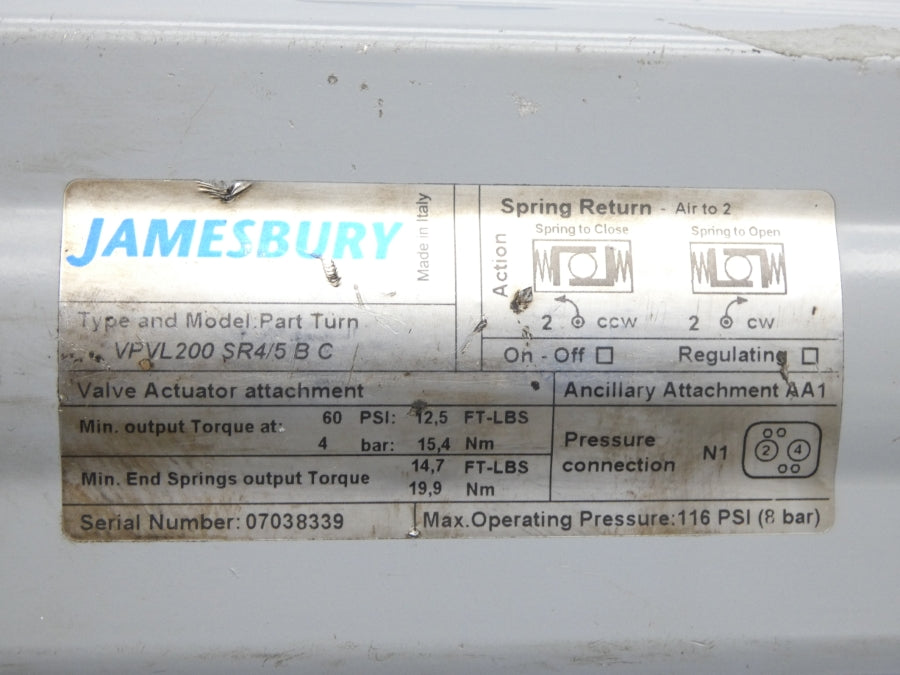 JAMESBURY
Made in Italy
Type and Model:Part Turn
VPVL200 SR4/5 B C
Action
Spring Return - Air to 2
Spring to Close
Spring to Open
2 CCW
2 CW
On - Off
Regulating
Valve Actuator attachment
Ancillary Attachment AA1
Min. output Torque at: 60 PSI: 12,5 FT-LBS
4 bar: 15,4 Nm
Min. End Springs output Torque 14,7 FT-LBS
19,9 Nm
Pressure
connection
N1
2 4
Serial Number: 07038339
Max.Operating Pressure:116 PSI (8 bar)